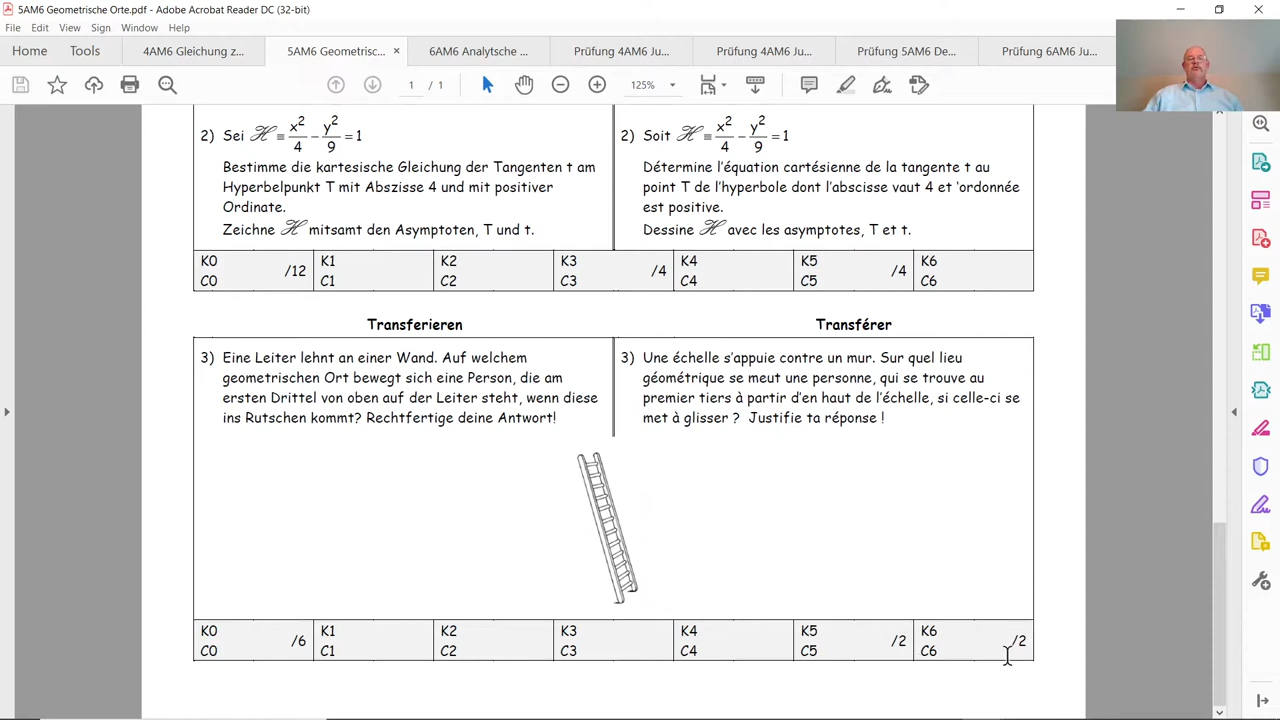 5AM6 Geometrische Orte.pdf - Adobe Acrobat Reader DC (32-bit)
File Edit View Sign Window Help
Home Tools 4AM6 Gleichung z... 5AM6 Geometrisc... × 6AM6 Analytsche ... Prüfung 4AM6 Ju... Prüfung 4AM6 Ju... Prüfung 5AM6 De... Prüfung 6AM6 Ju...
1 / 1 125%
2) Sei ℋ ≡ x²/4 − y²/9 = 1
Bestimme die kartesische Gleichung der Tangenten t am
Hyperbelpunkt T mit Abszisse 4 und mit positiver
Ordinate.
Zeichne ℋ mitsamt den Asymptoten, T und t.
2) Soit ℋ ≡ x²/4 − y²/9 = 1
Détermine l’équation cartésienne de la tangente t au
point T de l’hyperbole dont l’abscisse vaut 4 et ‘ordonnée
est positive.
Dessine ℋ avec les asymptotes, T et t.
K0 /12 K1 K2 K3 /4 K4 K5 /4 K6
C0 C1 C2 C3 C4 C5 C6
Transferieren Transférer
3) Eine Leiter lehnt an einer Wand. Auf welchem
geometrischen Ort bewegt sich eine Person, die am
ersten Drittel von oben auf der Leiter steht, wenn diese
ins Rutschen kommt? Rechtfertige deine Antwort!
3) Une échelle s’appuie contre un mur. Sur quel lieu
géométrique se meut une personne, qui se trouve au
premier tiers à partir d’en haut de l’échelle, si celle-ci se
met à glisser ? Justifie ta réponse !
K0 /6 K1 K2 K3 K4 K5 /2 K6 /2
C0 C1 C2 C3 C4 C5 C6